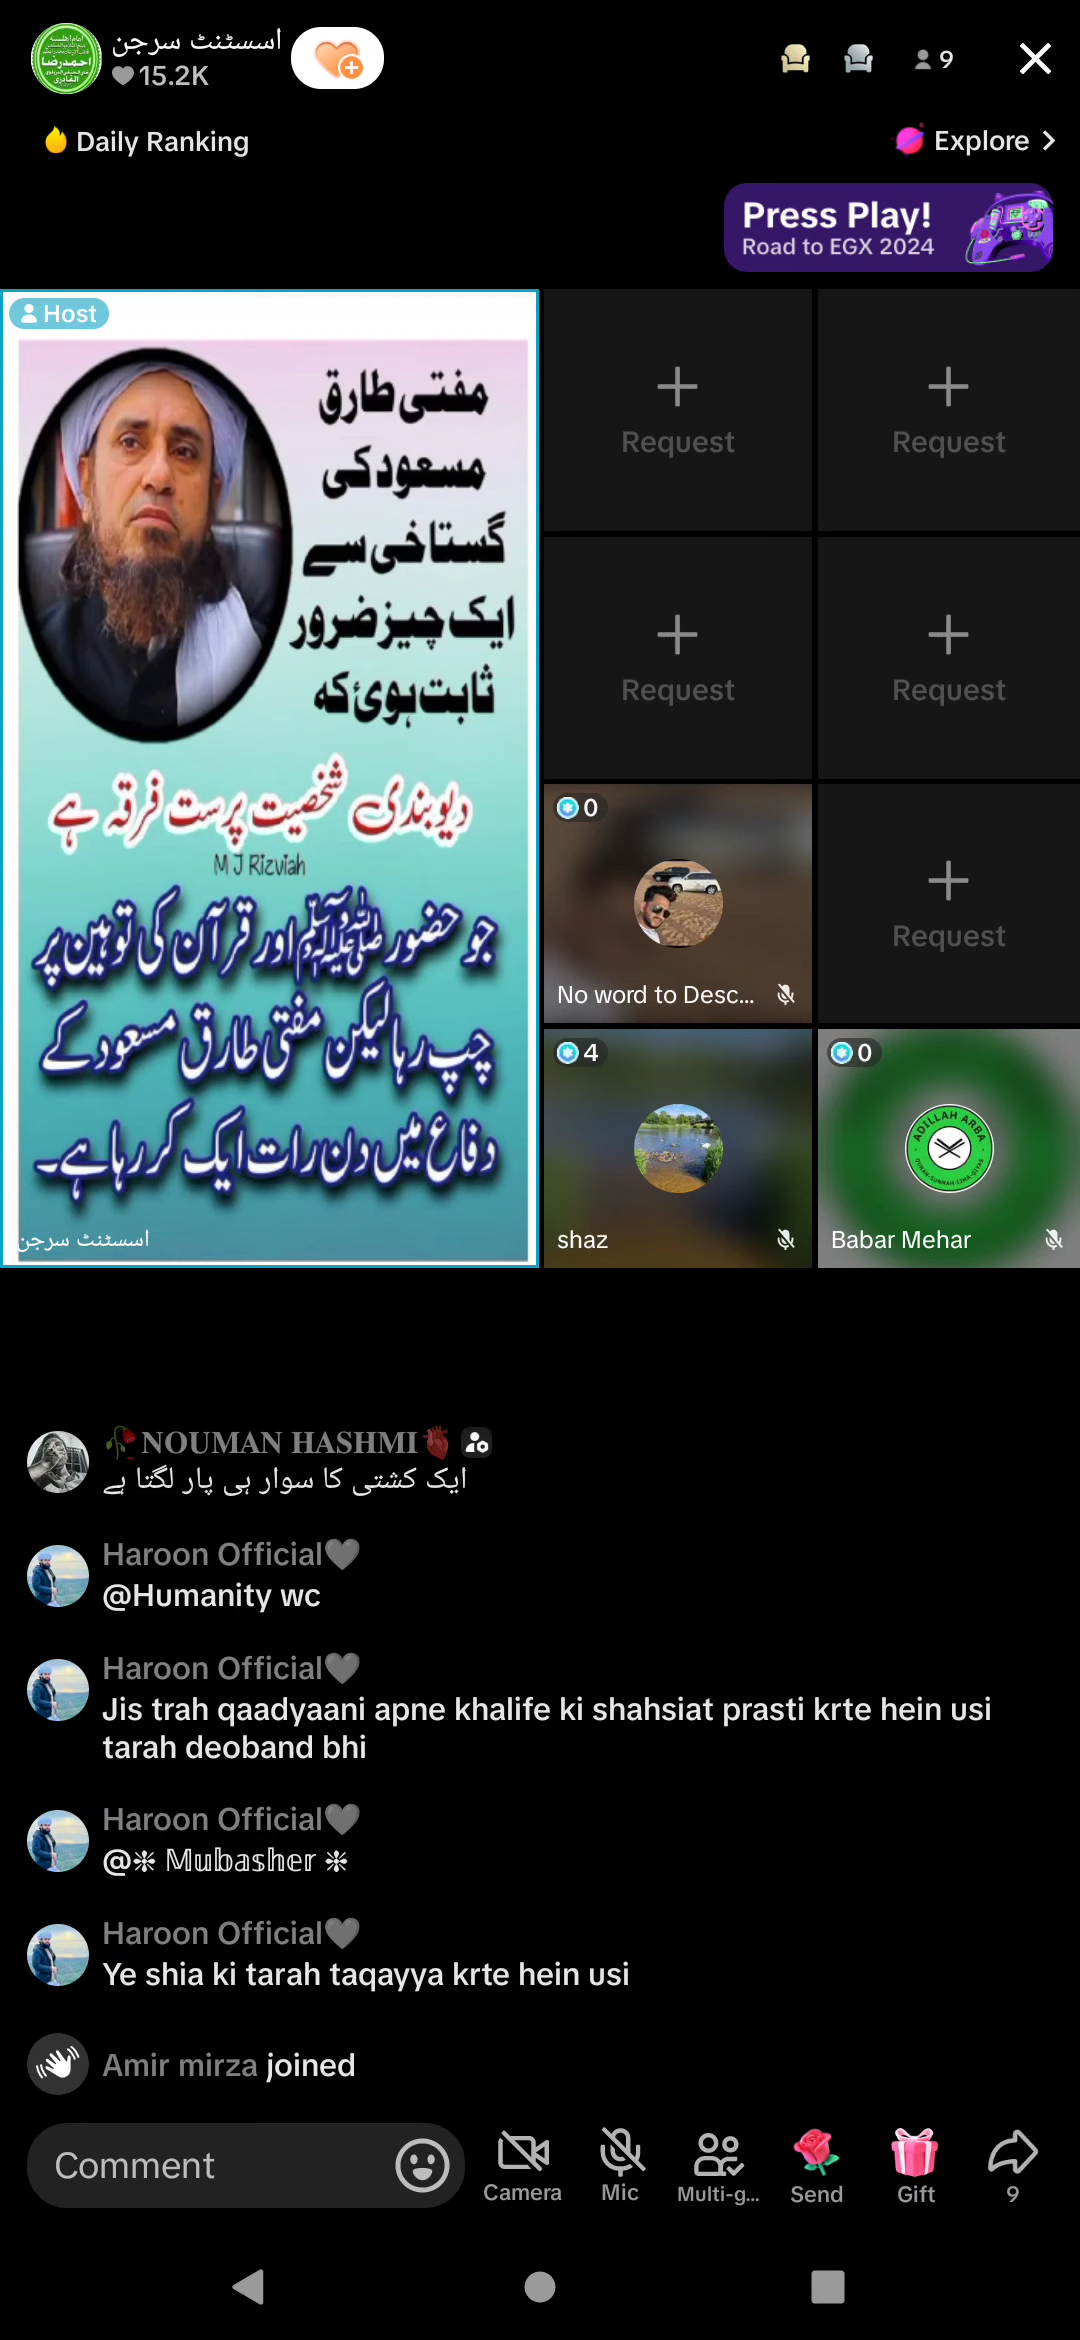 اسسٹنٹ سرجن
15.2K
9
Daily Ranking
Explore
Press Play!
Road to EGX 2024
Host
مفتی طارق
مسعود کی
گستاخی سے
ایک چیز ضرور
ثابت ہوئ کہ
دیوبندی شخصیت پرست فرقہ ہے
M J Rizviah
جو حضور ﷺ اور قرآن کی توہین پر
چپ رہا لیکن مفتی طارق مسعود کے
دفاع میں دن رات ایک کر رہا ہے۔
اسسٹنٹ سرجن
Request
Request
Request
Request
0
No word to Desc...
Request
4
shaz
0
ADILLAH ARBA
Babar Mehar
NOUMAN HASHMI
ایک کشتی کا سوار ہی پار لگتا ہے
Haroon Official
@Humanity wc
Haroon Official
Jis trah qaadyaani apne khalife ki shahsiat prasti krte hein usi
tarah deoband bhi
Haroon Official
@❉ 𝕄𝕦𝕓𝕒𝕤𝕙𝕖𝕣 ❉
Haroon Official
Ye shia ki tarah taqayya krte hein usi
Amir mirza joined
Comment
Camera
Mic
Multi-g...
Send
Gift
9